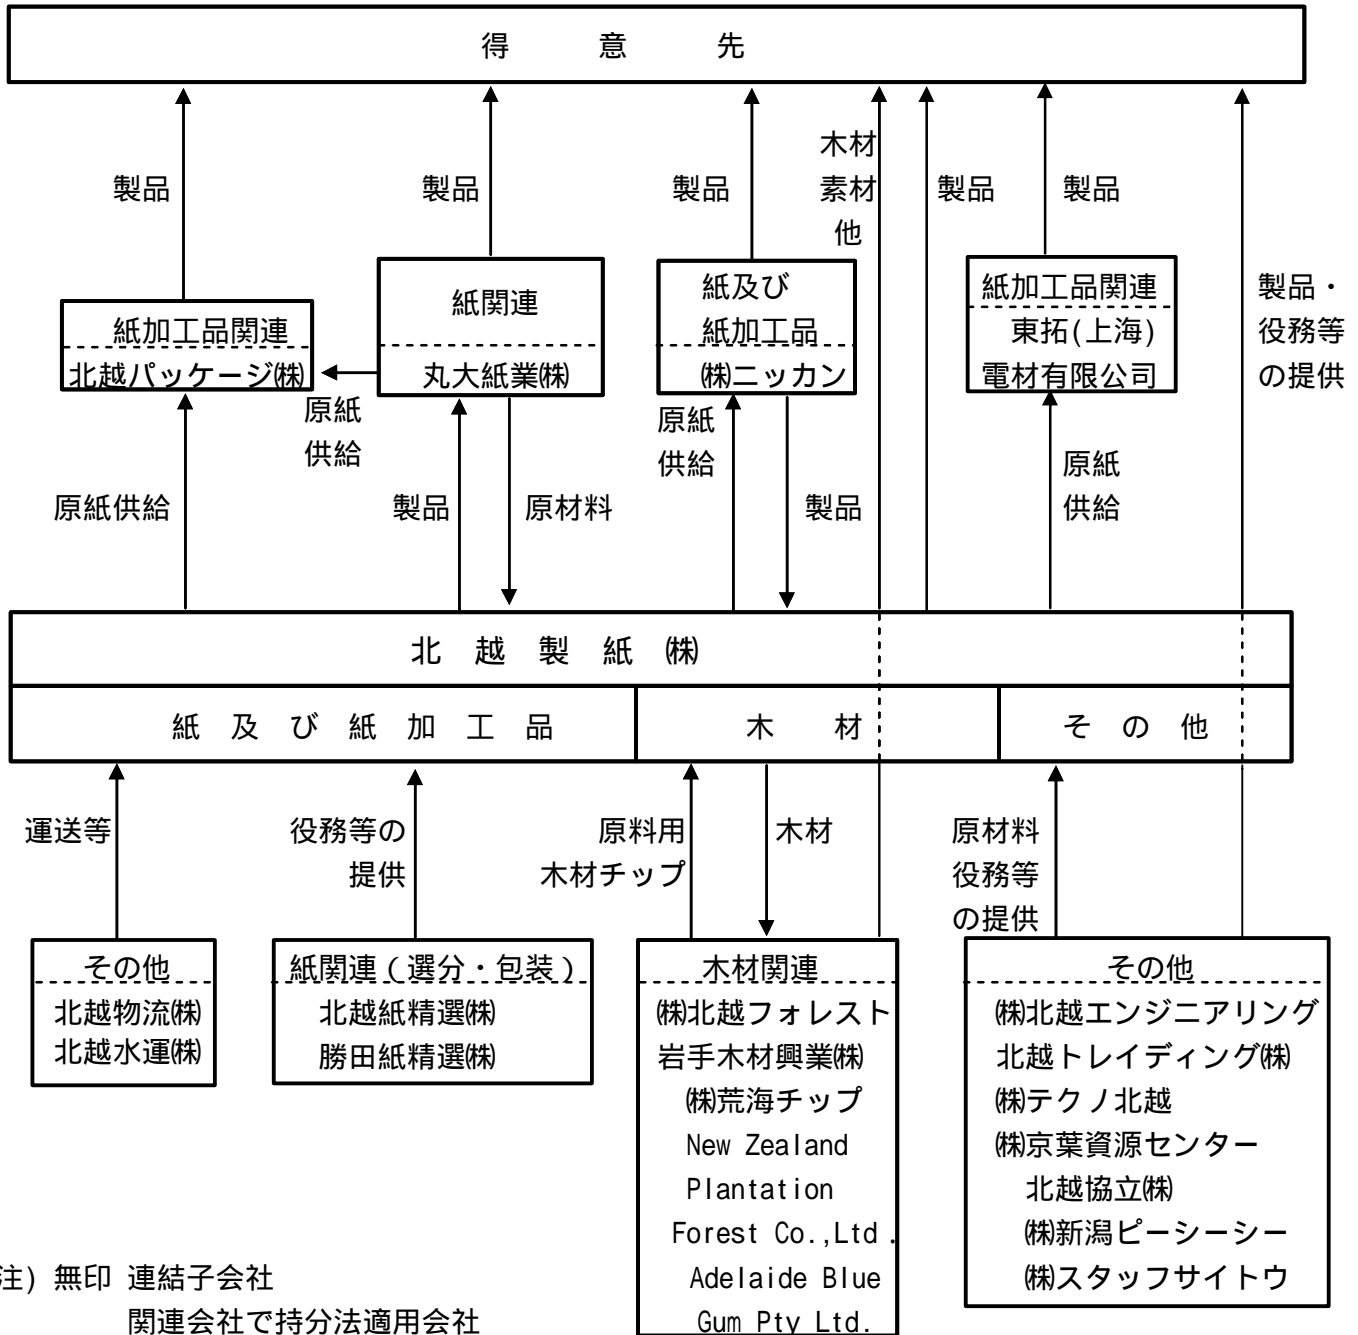 得意先
製品
製品
製品
木材
素材
他
製品
製品
製品・
役務等
の提供
紙加工品関連
北越パッケージ㈱
紙関連
丸大紙業㈱
紙及び
紙加工品
㈱ニッカン
紙加工品関連
東拓(上海)
電材有限公司
原紙
供給
原紙供給
製品
原材料
原紙
供給
製品
原紙
供給
北越製紙㈱
紙及び紙加工品
木材
その他
運送等
役務等の
提供
原料用
木材チップ
木材
原材料
役務等
の提供
その他
北越物流㈱
北越水運㈱
紙関連(選分・包装)
北越紙精選㈱
勝田紙精選㈱
木材関連
㈱北越フォレスト
岩手木材興業㈱
㈱荒海チップ
New Zealand
Plantation
Forest Co.,Ltd.
Adelaide Blue
Gum Pty Ltd.
その他
㈱北越エンジニアリング
北越トレイディング㈱
㈱テクノ北越
㈱京葉資源センター
北越協立㈱
㈱新潟ピーシーシー
㈱スタッフサイトウ
注) 無印 連結子会社
関連会社で持分法適用会社